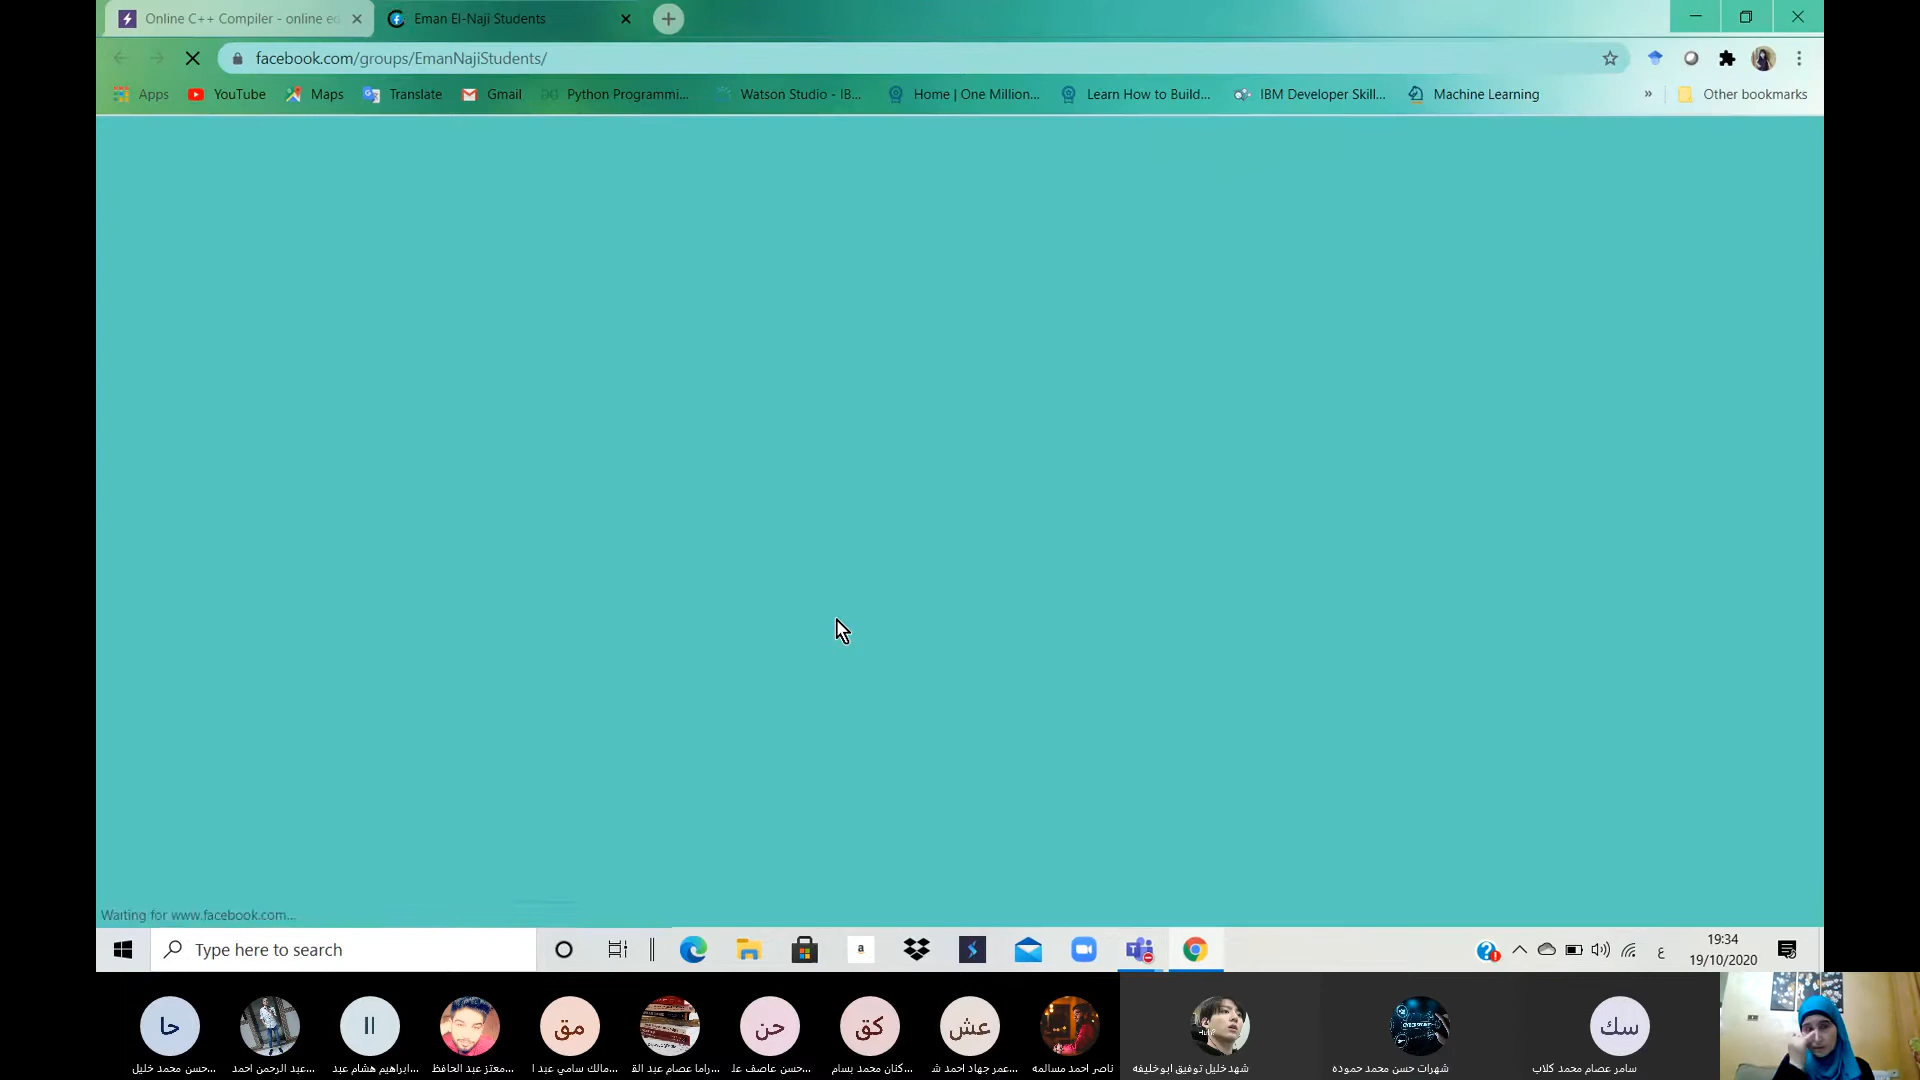 Online C++ Compiler - online ed
Eman El-Naji Students
facebook.com/groups/EmanNajiStudents/
Apps
YouTube
Maps
Translate
Gmail
Python Programmi...
Watson Studio - IB...
Home | One Million...
Learn How to Build...
IBM Developer Skill...
Machine Learning
»
Other bookmarks
Waiting for www.facebook.com...
Type here to search
a
ع
19:34
19/10/2020
حا
اا
مق
حن
كق
عش
سك
حسن محمد خليل...
عبد الرحمن احمد...
ابراهيم هشام عبد...
معتز عبد الحافظ...
مالك سامي عبد ا...
راما عصام عبد الق...
حسن عاصف عل...
كنان محمد بسام...
عمر جهاد احمد ش...
ناصر احمد مسالمه
شهد خليل توفيق ابوخليفه
شهرات حسن محمد حموده
سامر عصام محمد كلاب